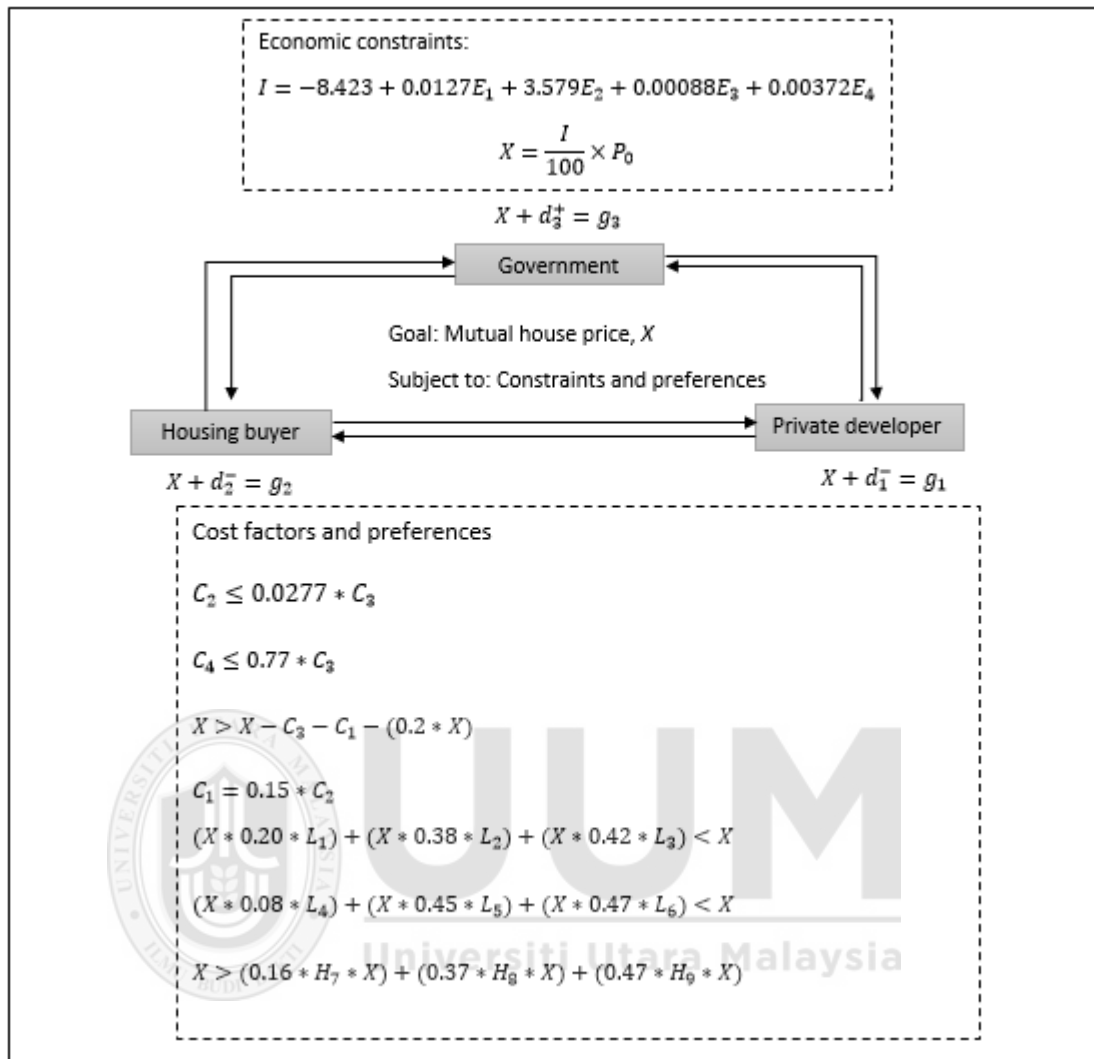 Economic constraints:
I = −8.423 + 0.0127E₁ + 3.579E₂ + 0.00088E₃ + 0.00372E₄
X = I/100 × P₀
X + d₃⁺ = g₃
Government
Goal: Mutual house price, X
Subject to: Constraints and preferences
Housing buyer
Private developer
X + d₂⁻ = g₂
X + d₁⁻ = g₁
Cost factors and preferences
C₂ ≤ 0.0277 * C₃
C₄ ≤ 0.77 * C₃
X > X − C₃ − C₁ − (0.2 * X)
C₁ = 0.15 * C₂
(X * 0.20 * L₁) + (X * 0.38 * L₂) + (X * 0.42 * L₃) < X
(X * 0.08 * L₄) + (X * 0.45 * L₅) + (X * 0.47 * L₆) < X
X > (0.16 * H₇ * X) + (0.37 * H₈ * X) + (0.47 * H₉ * X)
UUM
Universiti Utara Malaysia
UNIVERSITI UTARA MALAYSIA